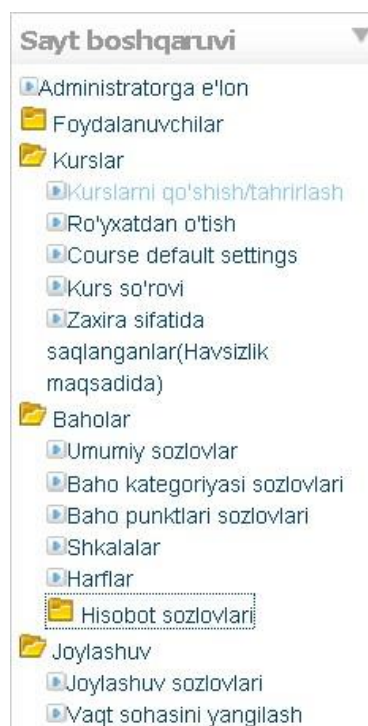 Sayt boshqaruvi
Administratorga e'lon
Foydalanuvchilar
Kurslar
Kurslarni qo'shish/tahrirlash
Ro'yxatdan o'tish
Course default settings
Kurs so'rovi
Zaxira sifatida
saqlanganlar(Havsizlik
maqsadida)
Baholar
Umumiy sozlovlar
Baho kategoriyasi sozlovlari
Baho punktlari sozlovlari
Shkalalar
Harflar
Hisobot sozlovlari
Joylashuv
Joylashuv sozlovlari
Vaqt sohasini yangilash